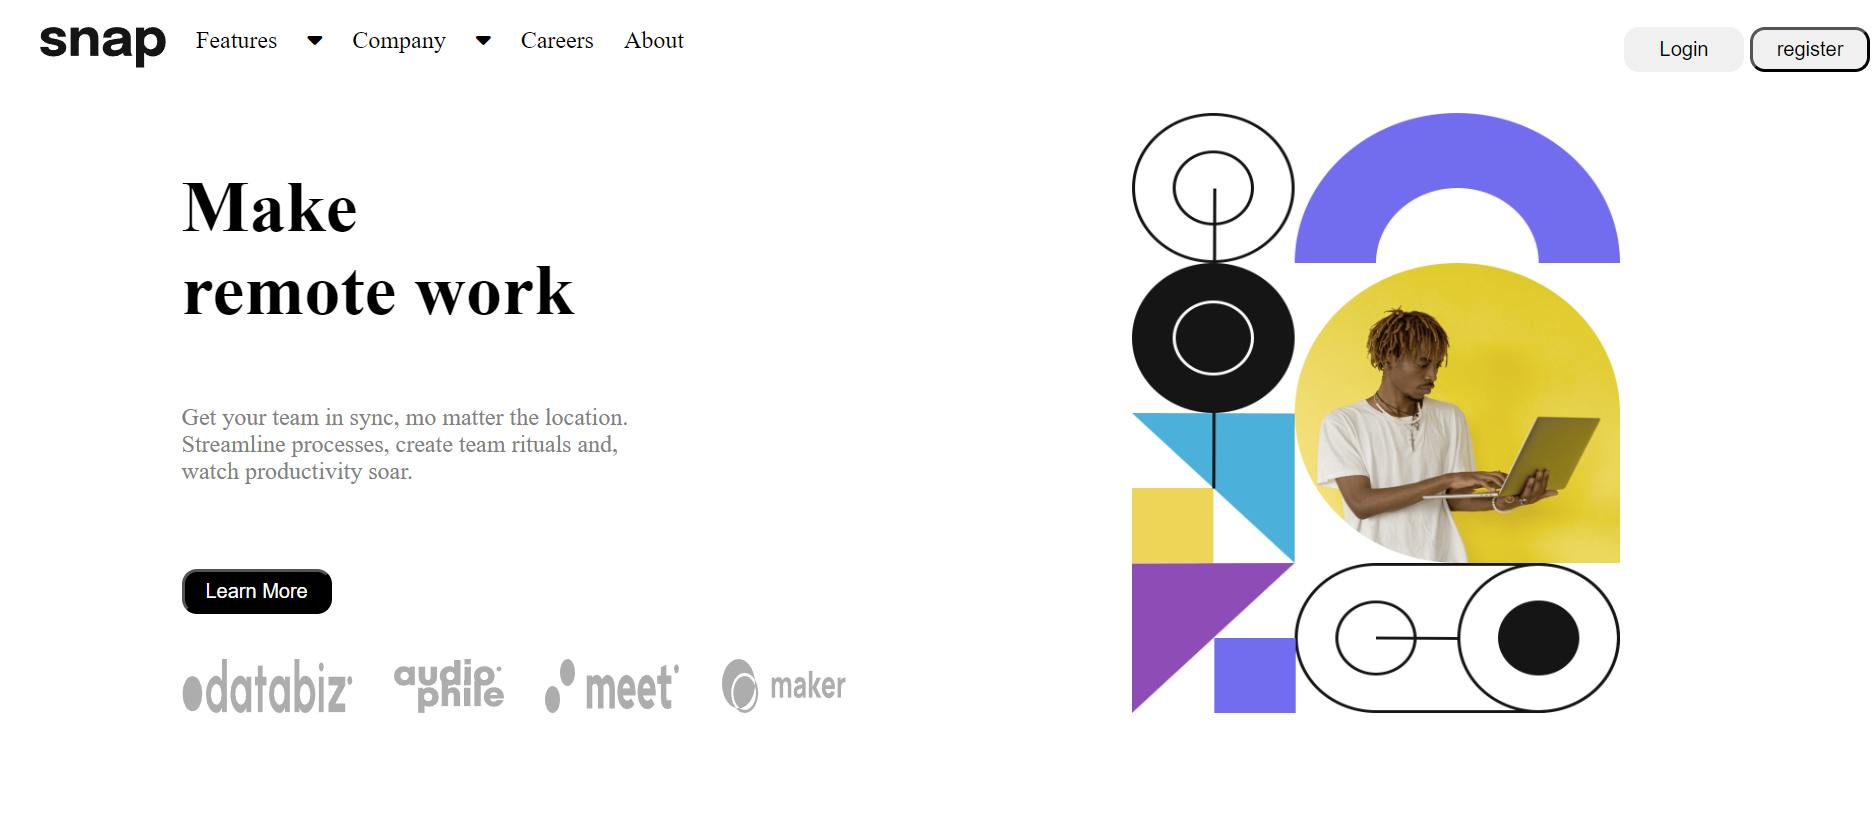 snap Features Company Careers About Login register
Make
remote work
Get your team in sync, mo matter the location.
Streamline processes, create team rituals and,
watch productivity soar.
Learn More
databiz audiophile meet maker